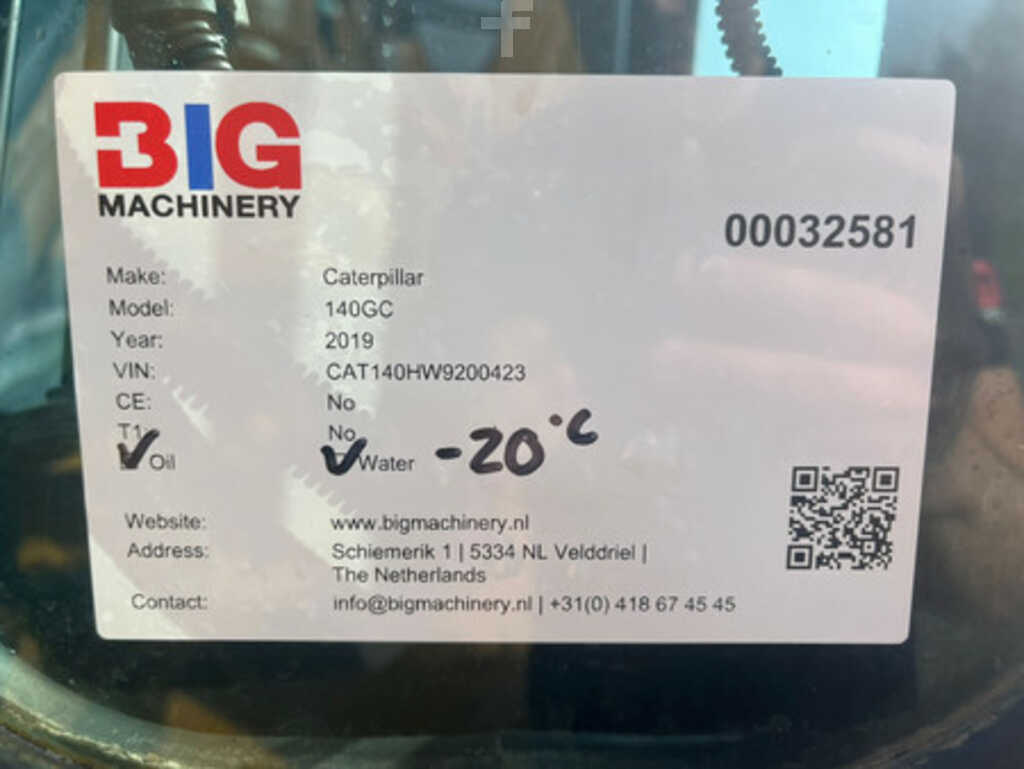 BIG
MACHINERY
00032581
Make: Caterpillar
Model: 140GC
Year: 2019
VIN: CAT140HW9200423
CE: No
T1: No
Oil Water -20°C
Website: www.bigmachinery.nl
Address: Schiemerik 1 | 5334 NL Velddriel |
The Netherlands
Contact: info@bigmachinery.nl | +31(0) 418 67 45 45